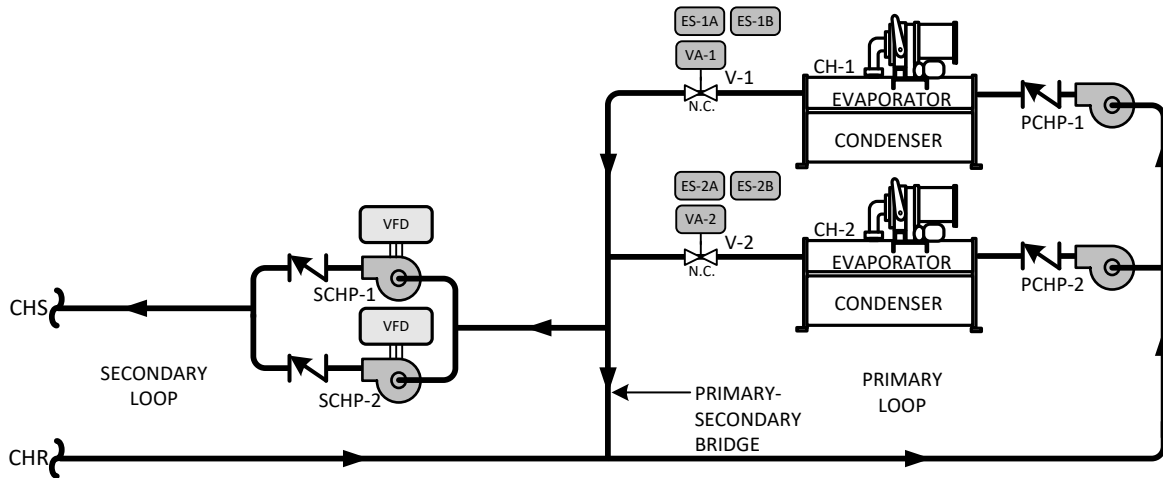 ES-1A ES-1B
VA-1
V-1
N.C.
CH-1
EVAPORATOR
CONDENSER
PCHP-1
ES-2A ES-2B
VA-2
V-2
N.C.
CH-2
EVAPORATOR
CONDENSER
PCHP-2
VFD
SCHP-1
VFD
SCHP-2
CHS
SECONDARY
LOOP
PRIMARY-
SECONDARY
BRIDGE
PRIMARY
LOOP
CHR